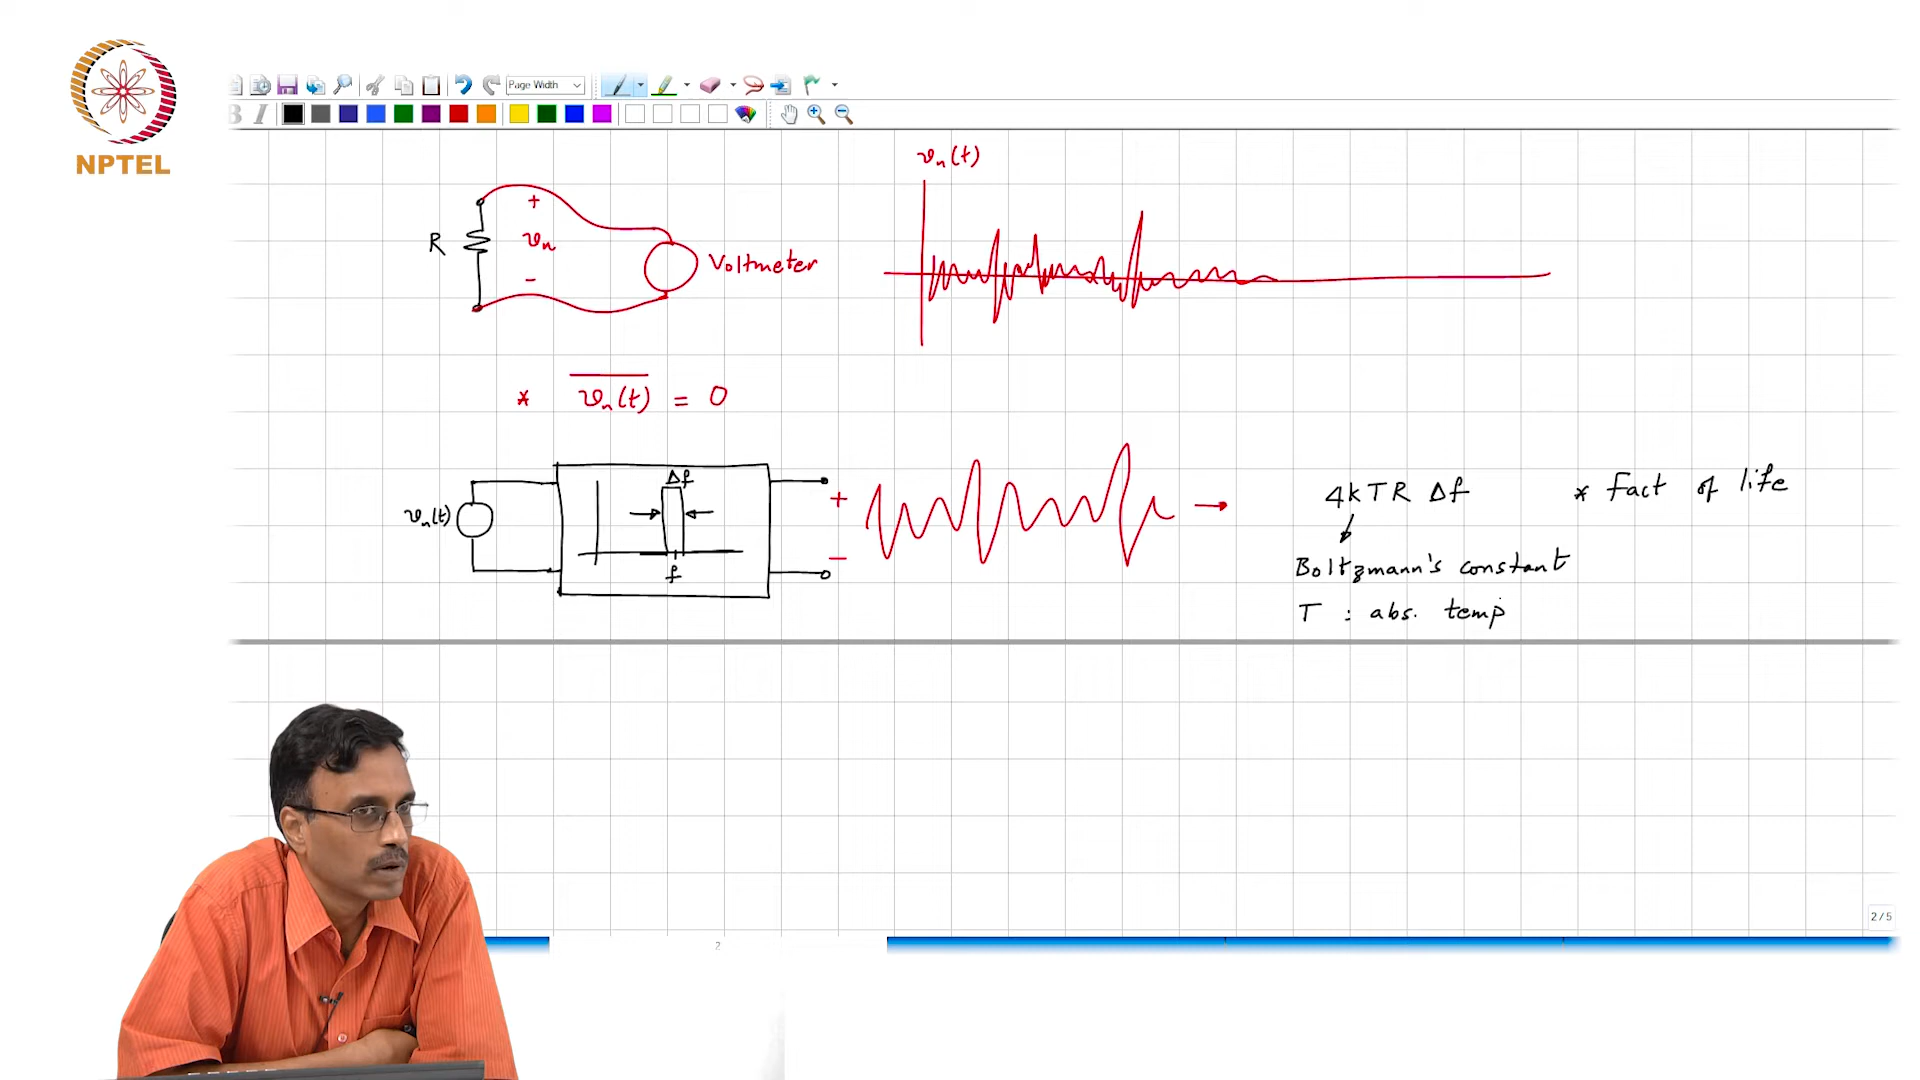 NPTEL
Page Width
B I
vₙ(t)
+
R
vₙ
Voltmeter
-
* vₙ(t) = 0
Δf
vₙ(t)
f
+
-
4kTR Δf
* Fact of life
Boltzmann's constant
T : abs. temp
2/5
2